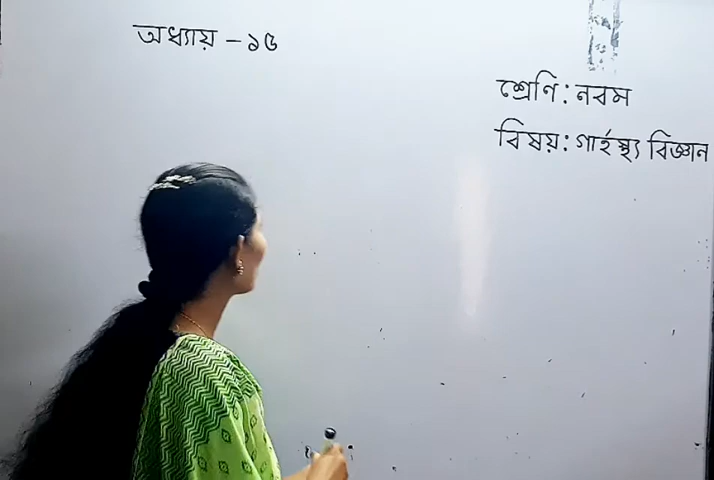 অধ্যায় - ১৫
শ্রেণি: নবম
বিষয়: গার্হস্থ্য বিজ্ঞান